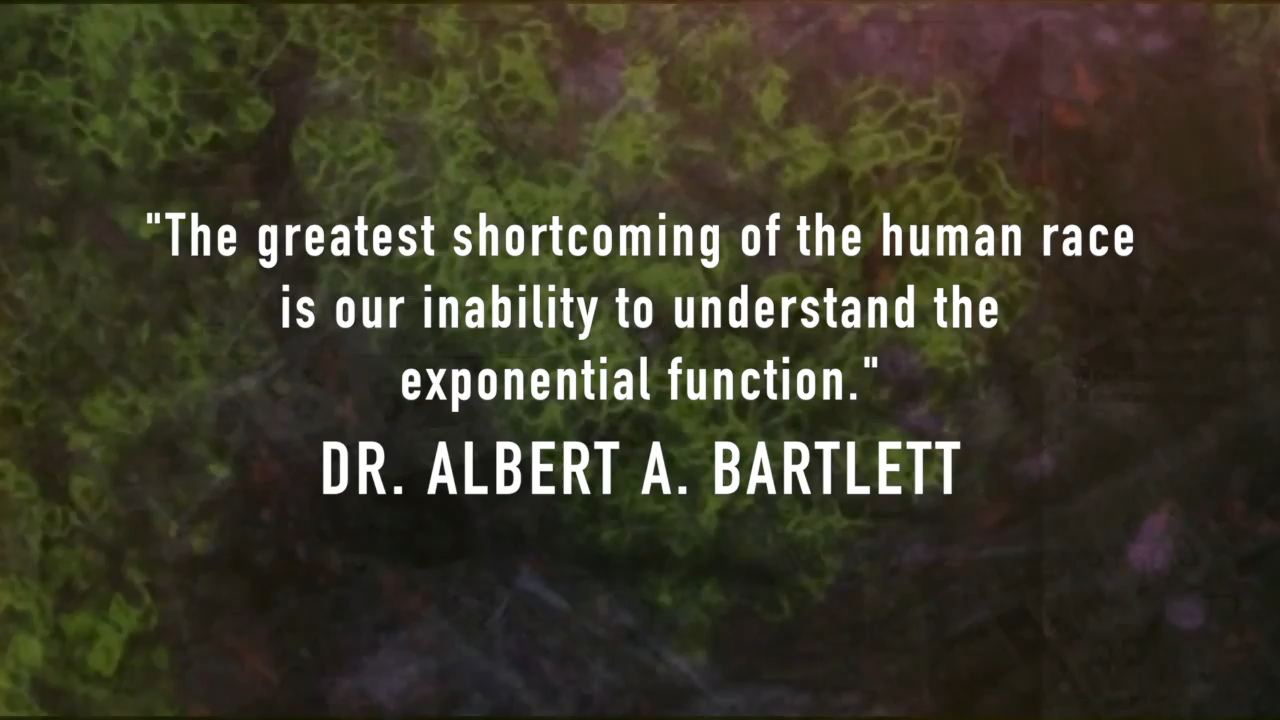 "The greatest shortcoming of the human race
is our inability to understand the
exponential function."
DR. ALBERT A. BARTLETT